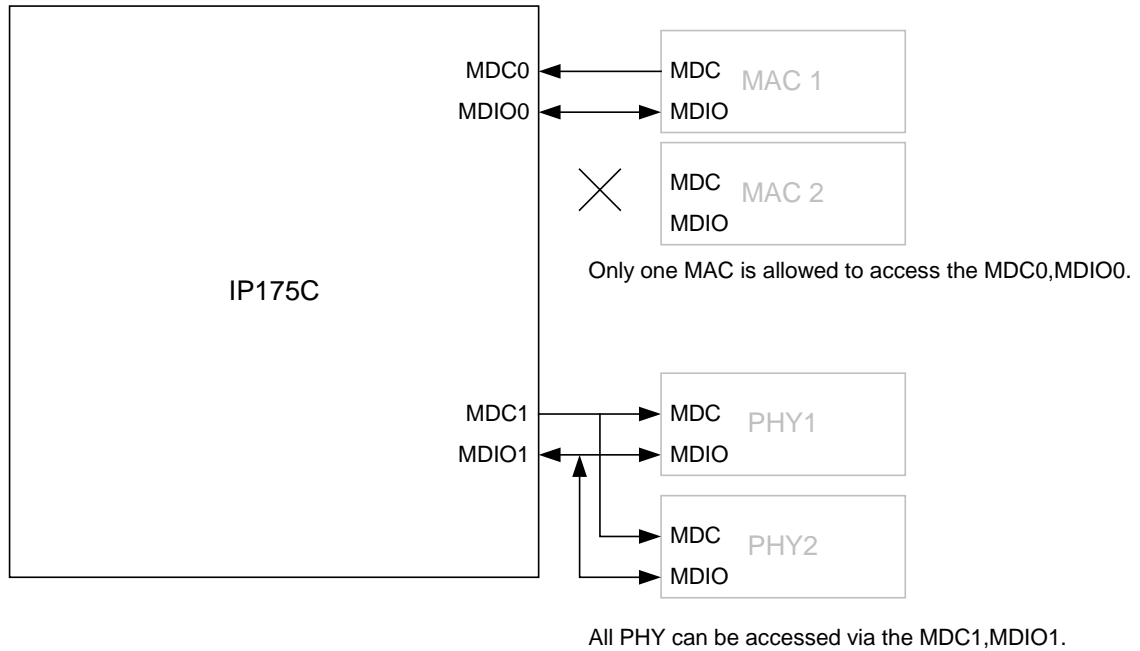 MDC0
MDIO0
MDC
MDIO
MAC 1
MDC
MDIO
MAC 2
Only one MAC is allowed to access the MDC0,MDIO0.
IP175C
MDC1
MDIO1
MDC
MDIO
PHY1
MDC
MDIO
PHY2
All PHY can be accessed via the MDC1,MDIO1.